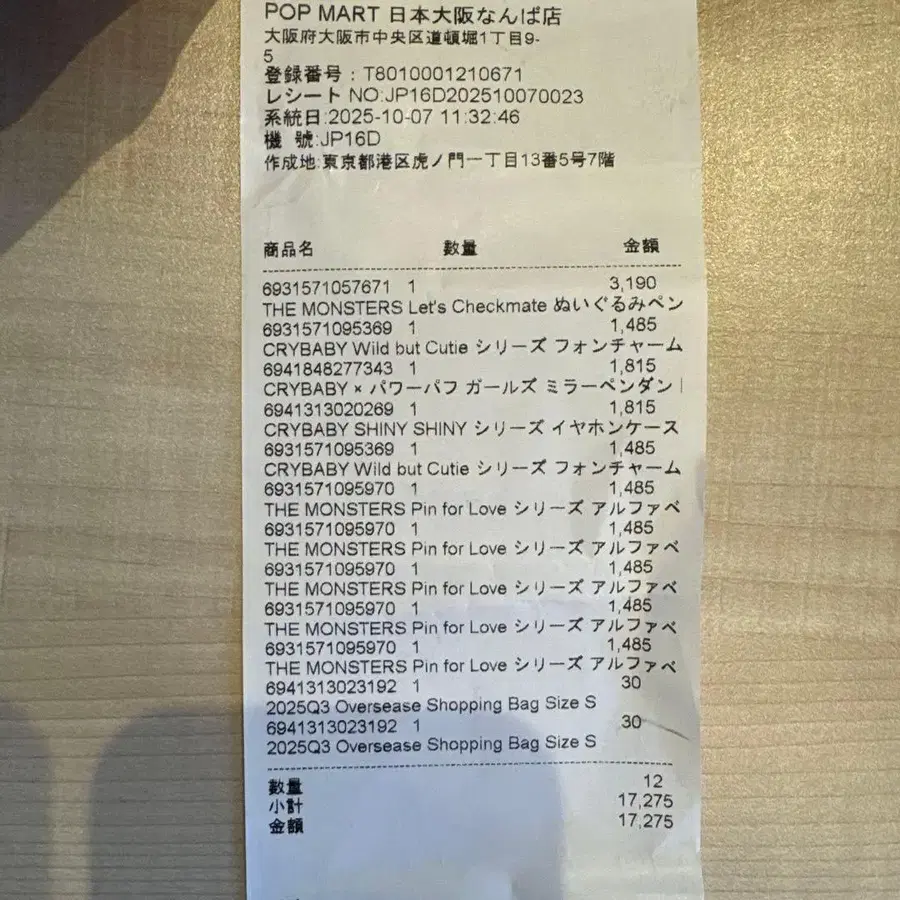 POP MART 日本大阪なんば店
大阪府大阪市中央区道頓堀1丁目9-
5
登録番号：T8010001210671
レシート NO:JP16D202510070023
系統日:2025-10-07 11:32:46
機 號:JP16D
作成地:東京都港区虎ノ門一丁目13番5号7階
商品名 數量 金額
6931571057671 1 3,190
THE MONSTERS Let's Checkmate ぬいぐるみペン
6931571095369 1 1,485
CRYBABY Wild but Cutie シリーズ フォンチャーム
6941848277343 1 1,815
CRYBABY × パワーパフ ガールズ ミラーペンダン
6941313020269 1 1,815
CRYBABY SHINY SHINY シリーズ イヤホンケース
6931571095369 1 1,485
CRYBABY Wild but Cutie シリーズ フォンチャーム
6931571095970 1 1,485
THE MONSTERS Pin for Love シリーズ アルファベ
6931571095970 1 1,485
THE MONSTERS Pin for Love シリーズ アルファベ
6931571095970 1 1,485
THE MONSTERS Pin for Love シリーズ アルファベ
6931571095970 1 1,485
THE MONSTERS Pin for Love シリーズ アルファベ
6931571095970 1 1,485
THE MONSTERS Pin for Love シリーズ アルファベ
6941313023192 1 30
2025Q3 Oversease Shopping Bag Size S
6941313023192 1 30
2025Q3 Oversease Shopping Bag Size S
數量 12
小計 17,275
金額 17,275